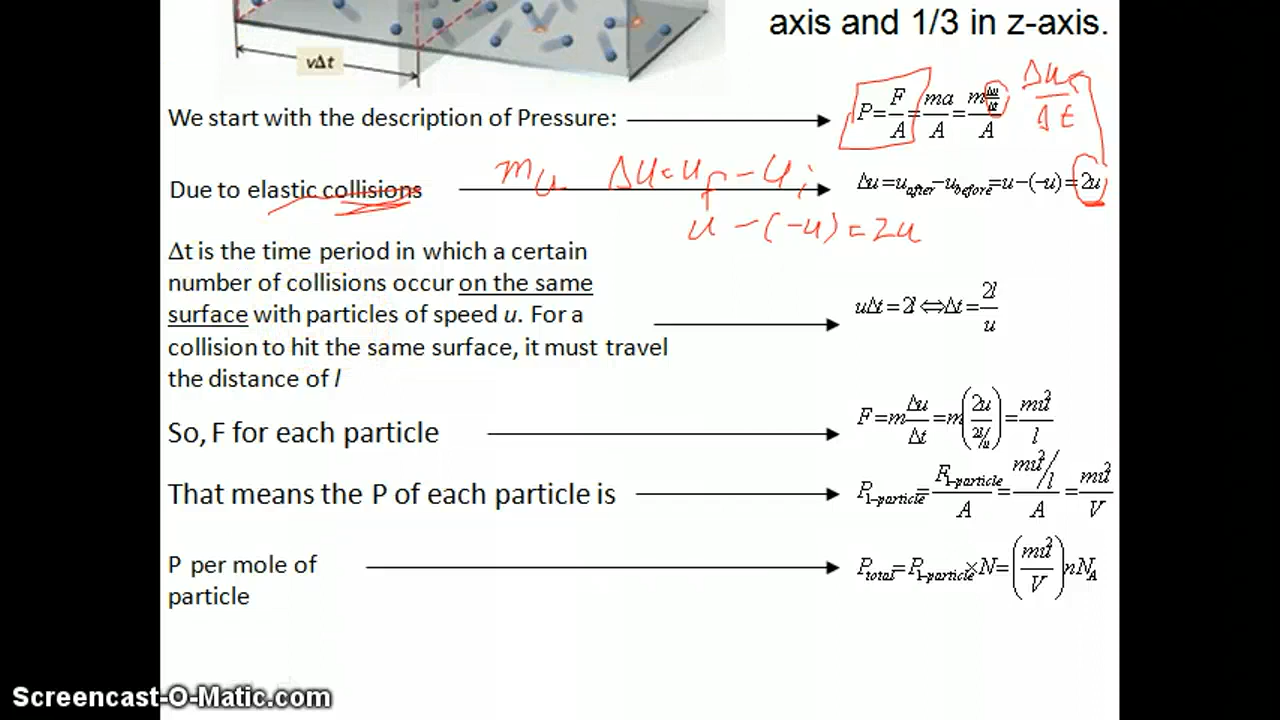 axis and 1/3 in z-axis.
vΔt
We start with the description of Pressure: P=F/A=ma/A=m(Δu/Δt)/A
Δu/Δt
Due to elastic collisions Δu=u_after−u_before=u−(−u)=2u
mu Δu=u_f−u_i
u−(−u)=2u
Δt is the time period in which a certain
number of collisions occur on the same
surface with particles of speed u. For a
collision to hit the same surface, it must travel
the distance of l
uΔt=2l⇔Δt=2l/u
So, F for each particle F=m Δu/Δt=m(2u/(2l/u))=mu²/l
That means the P of each particle is P_1−particle=F_1−particle/A=(mu²/l)/A=mu²/V
P per mole of
particle
P_total=P_1−particle×N=(mu²/V)nN_A
Screencast-O-Matic.com